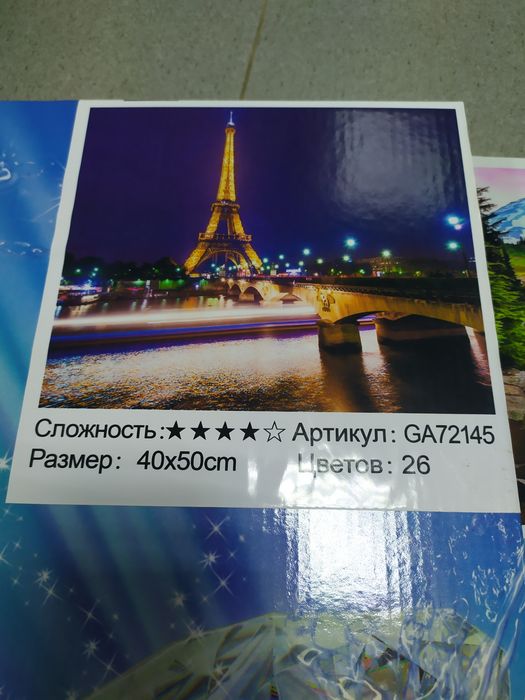 Сложность:★★★★☆ Артикул: GA72145
Размер: 40x50cm Цветов: 26